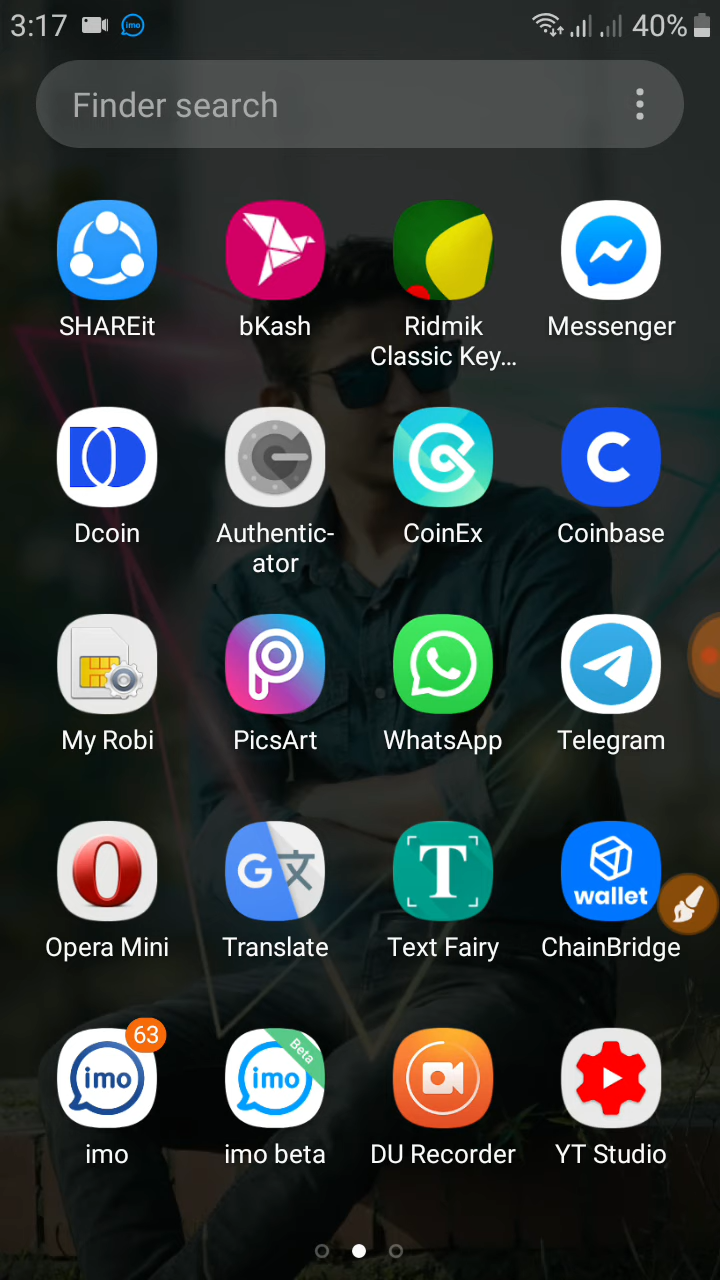 3:17 imo 40%
Finder search
SHAREit bKash Ridmik Messenger
Classic Key...
Dcoin Authentic- CoinEx Coinbase
ator
My Robi PicsArt WhatsApp Telegram
G 文 T wallet
Opera Mini Translate Text Fairy ChainBridge
63
imo imo Beta
imo imo beta DU Recorder YT Studio